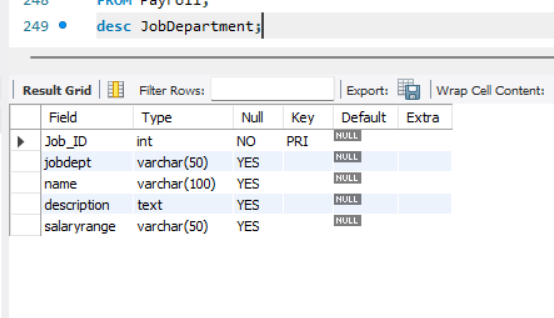 248 FROM Payroll;
249 desc JobDepartment;
Result Grid Filter Rows: Export: Wrap Cell Content:
Field Type Null Key Default Extra
Job_ID int NO PRI NULL
jobdept varchar(50) YES NULL
name varchar(100) YES NULL
description text YES NULL
salaryrange varchar(50) YES NULL